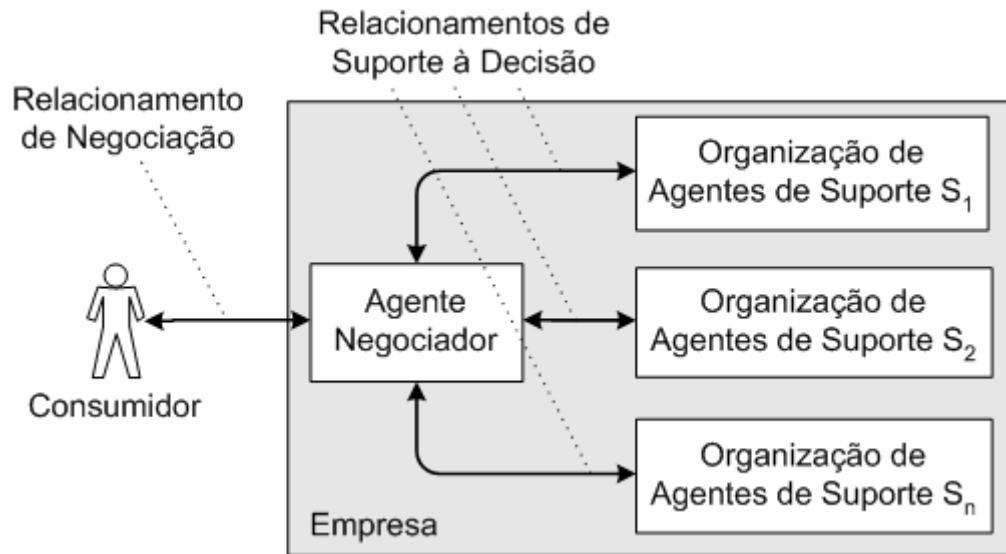 Relacionamentos de
Suporte à Decisão
Relacionamento
de Negociação
Organização de
Agentes de Suporte S1
Agente
Negociador
Organização de
Agentes de Suporte S2
Consumidor
Organização de
Agentes de Suporte Sn
Empresa